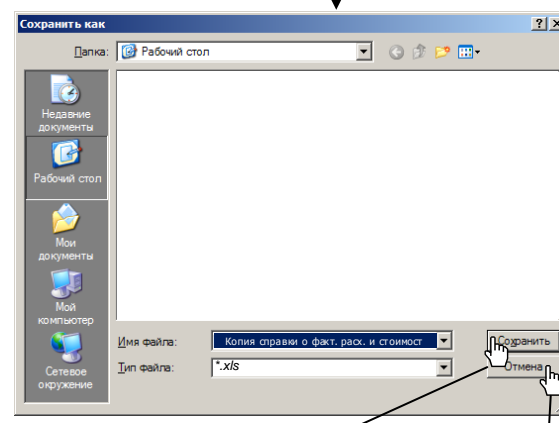 Сохранить как
Папка:
Рабочий стол
Недавние
документы
Рабочий стол
Мои
документы
Мой
компьютер
Сетевое
окружение
Имя файла:
Копия справки о факт. расх. и стоимост
Сохранить
Тип файла:
*.xls
Отмена